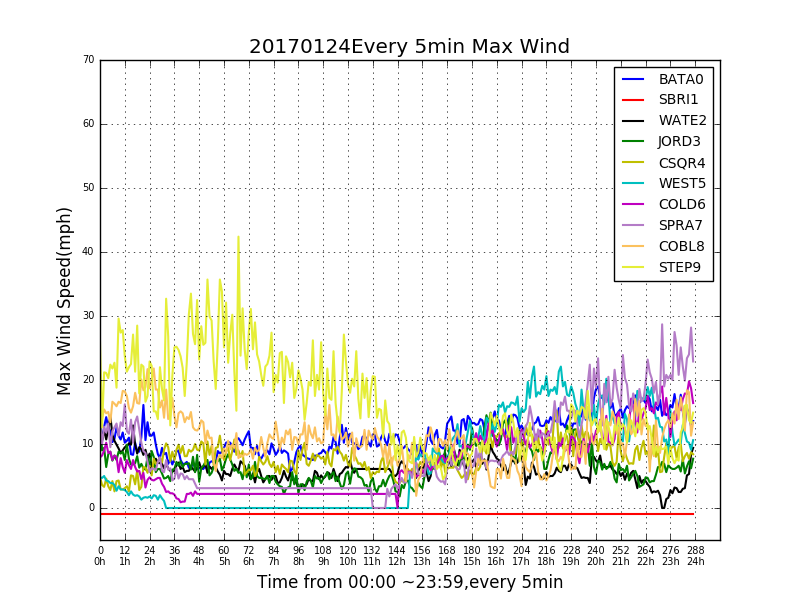 20170124Every 5min Max Wind
70
60
50
40
30
20
10
0
Max Wind Speed(mph)
BATA0
SBRI1
WATE2
JORD3
CSQR4
WEST5
COLD6
SPRA7
COBL8
STEP9
0 12 24 36 48 60 72 84 96 108 120 132 144 156 168 180 192 204 216 228 240 252 264 276 288
0h 1h 2h 3h 4h 5h 6h 7h 8h 9h 10h 11h 12h 13h 14h 15h 16h 17h 18h 19h 20h 21h 22h 23h 24h
Time from 00:00 ~23:59,every 5min